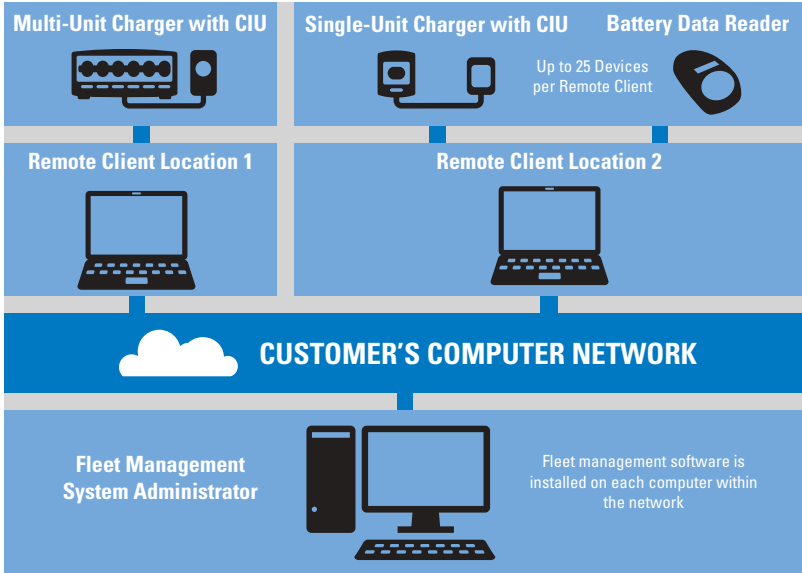 Multi-Unit Charger with CIU
Single-Unit Charger with CIU
Battery Data Reader
Up to 25 Devices
per Remote Client
Remote Client Location 1
Remote Client Location 2
CUSTOMER’S COMPUTER NETWORK
Fleet Management
System Administrator
Fleet management software is
installed on each computer within
the network